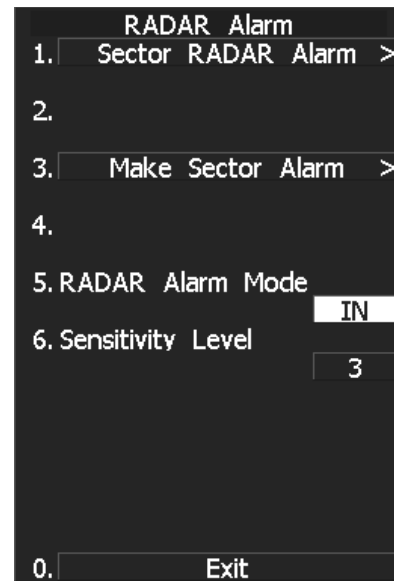 RADAR Alarm
1. Sector RADAR Alarm >
2.
3. Make Sector Alarm >
4.
5. RADAR Alarm Mode
IN
6. Sensitivity Level
3
0. Exit